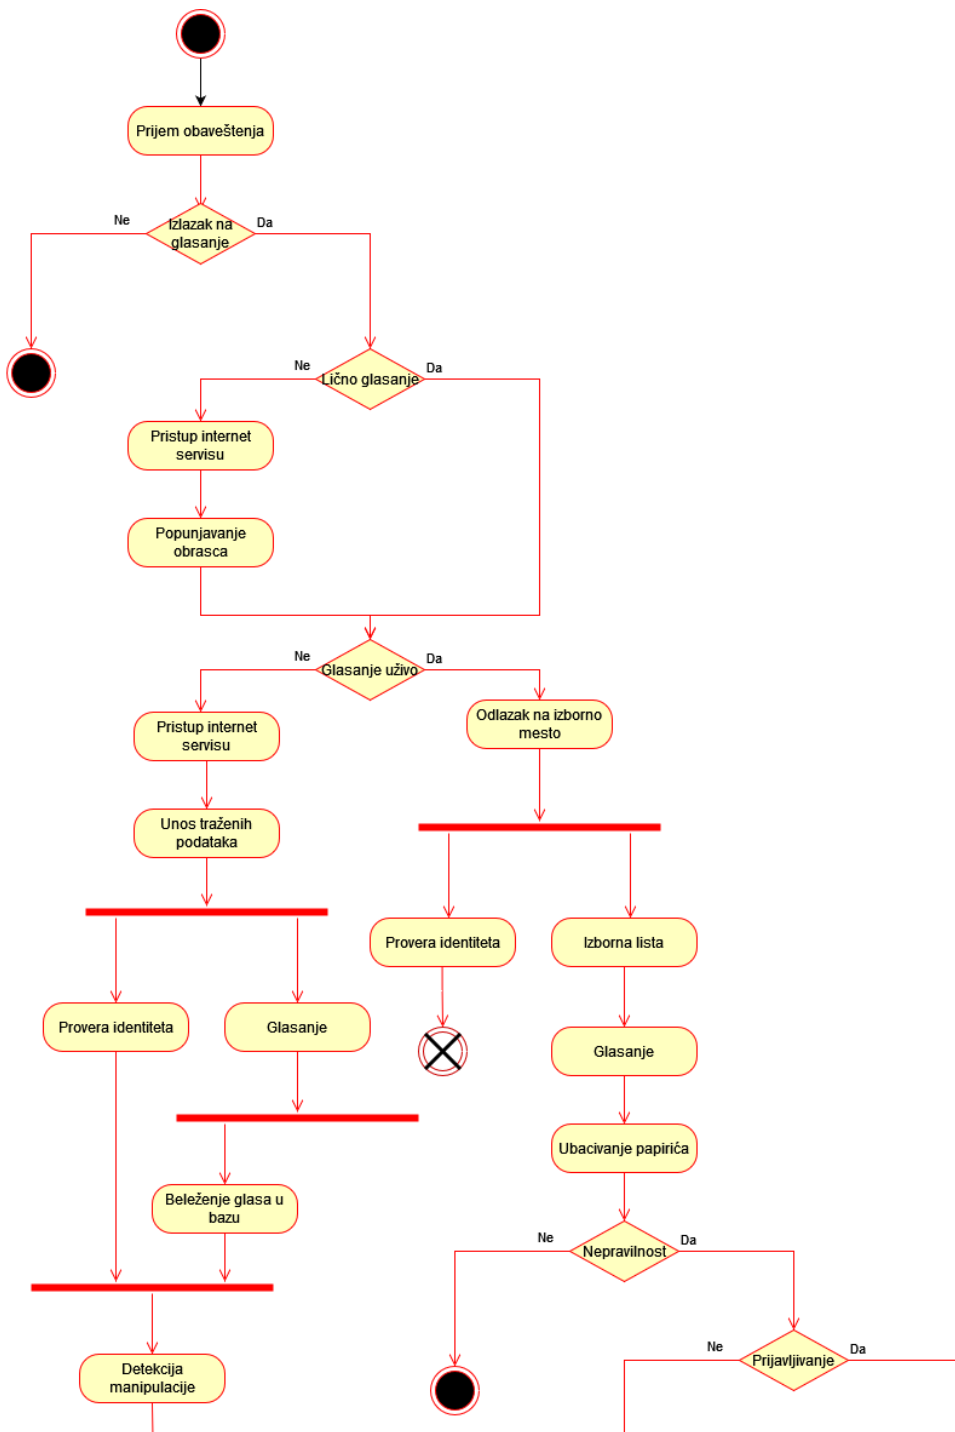 Prijem obaveštenja
Ne
Izlazak na
glasanje
Da
Ne
Lično glasanje
Da
Pristup internet
servisu
Popunjavanje
obrasca
Ne
Glasanje uživo
Da
Pristup internet
servisu
Odlazak na izborno
mesto
Unos traženih
podataka
Provera identiteta
Izborna lista
Provera identiteta
Glasanje
Glasanje
Ubacivanje papirića
Beleženje glasa u
bazu
Ne
Nepravilnost
Da
Ne
Prijavljivanje
Da
Detekcija
manipulacije